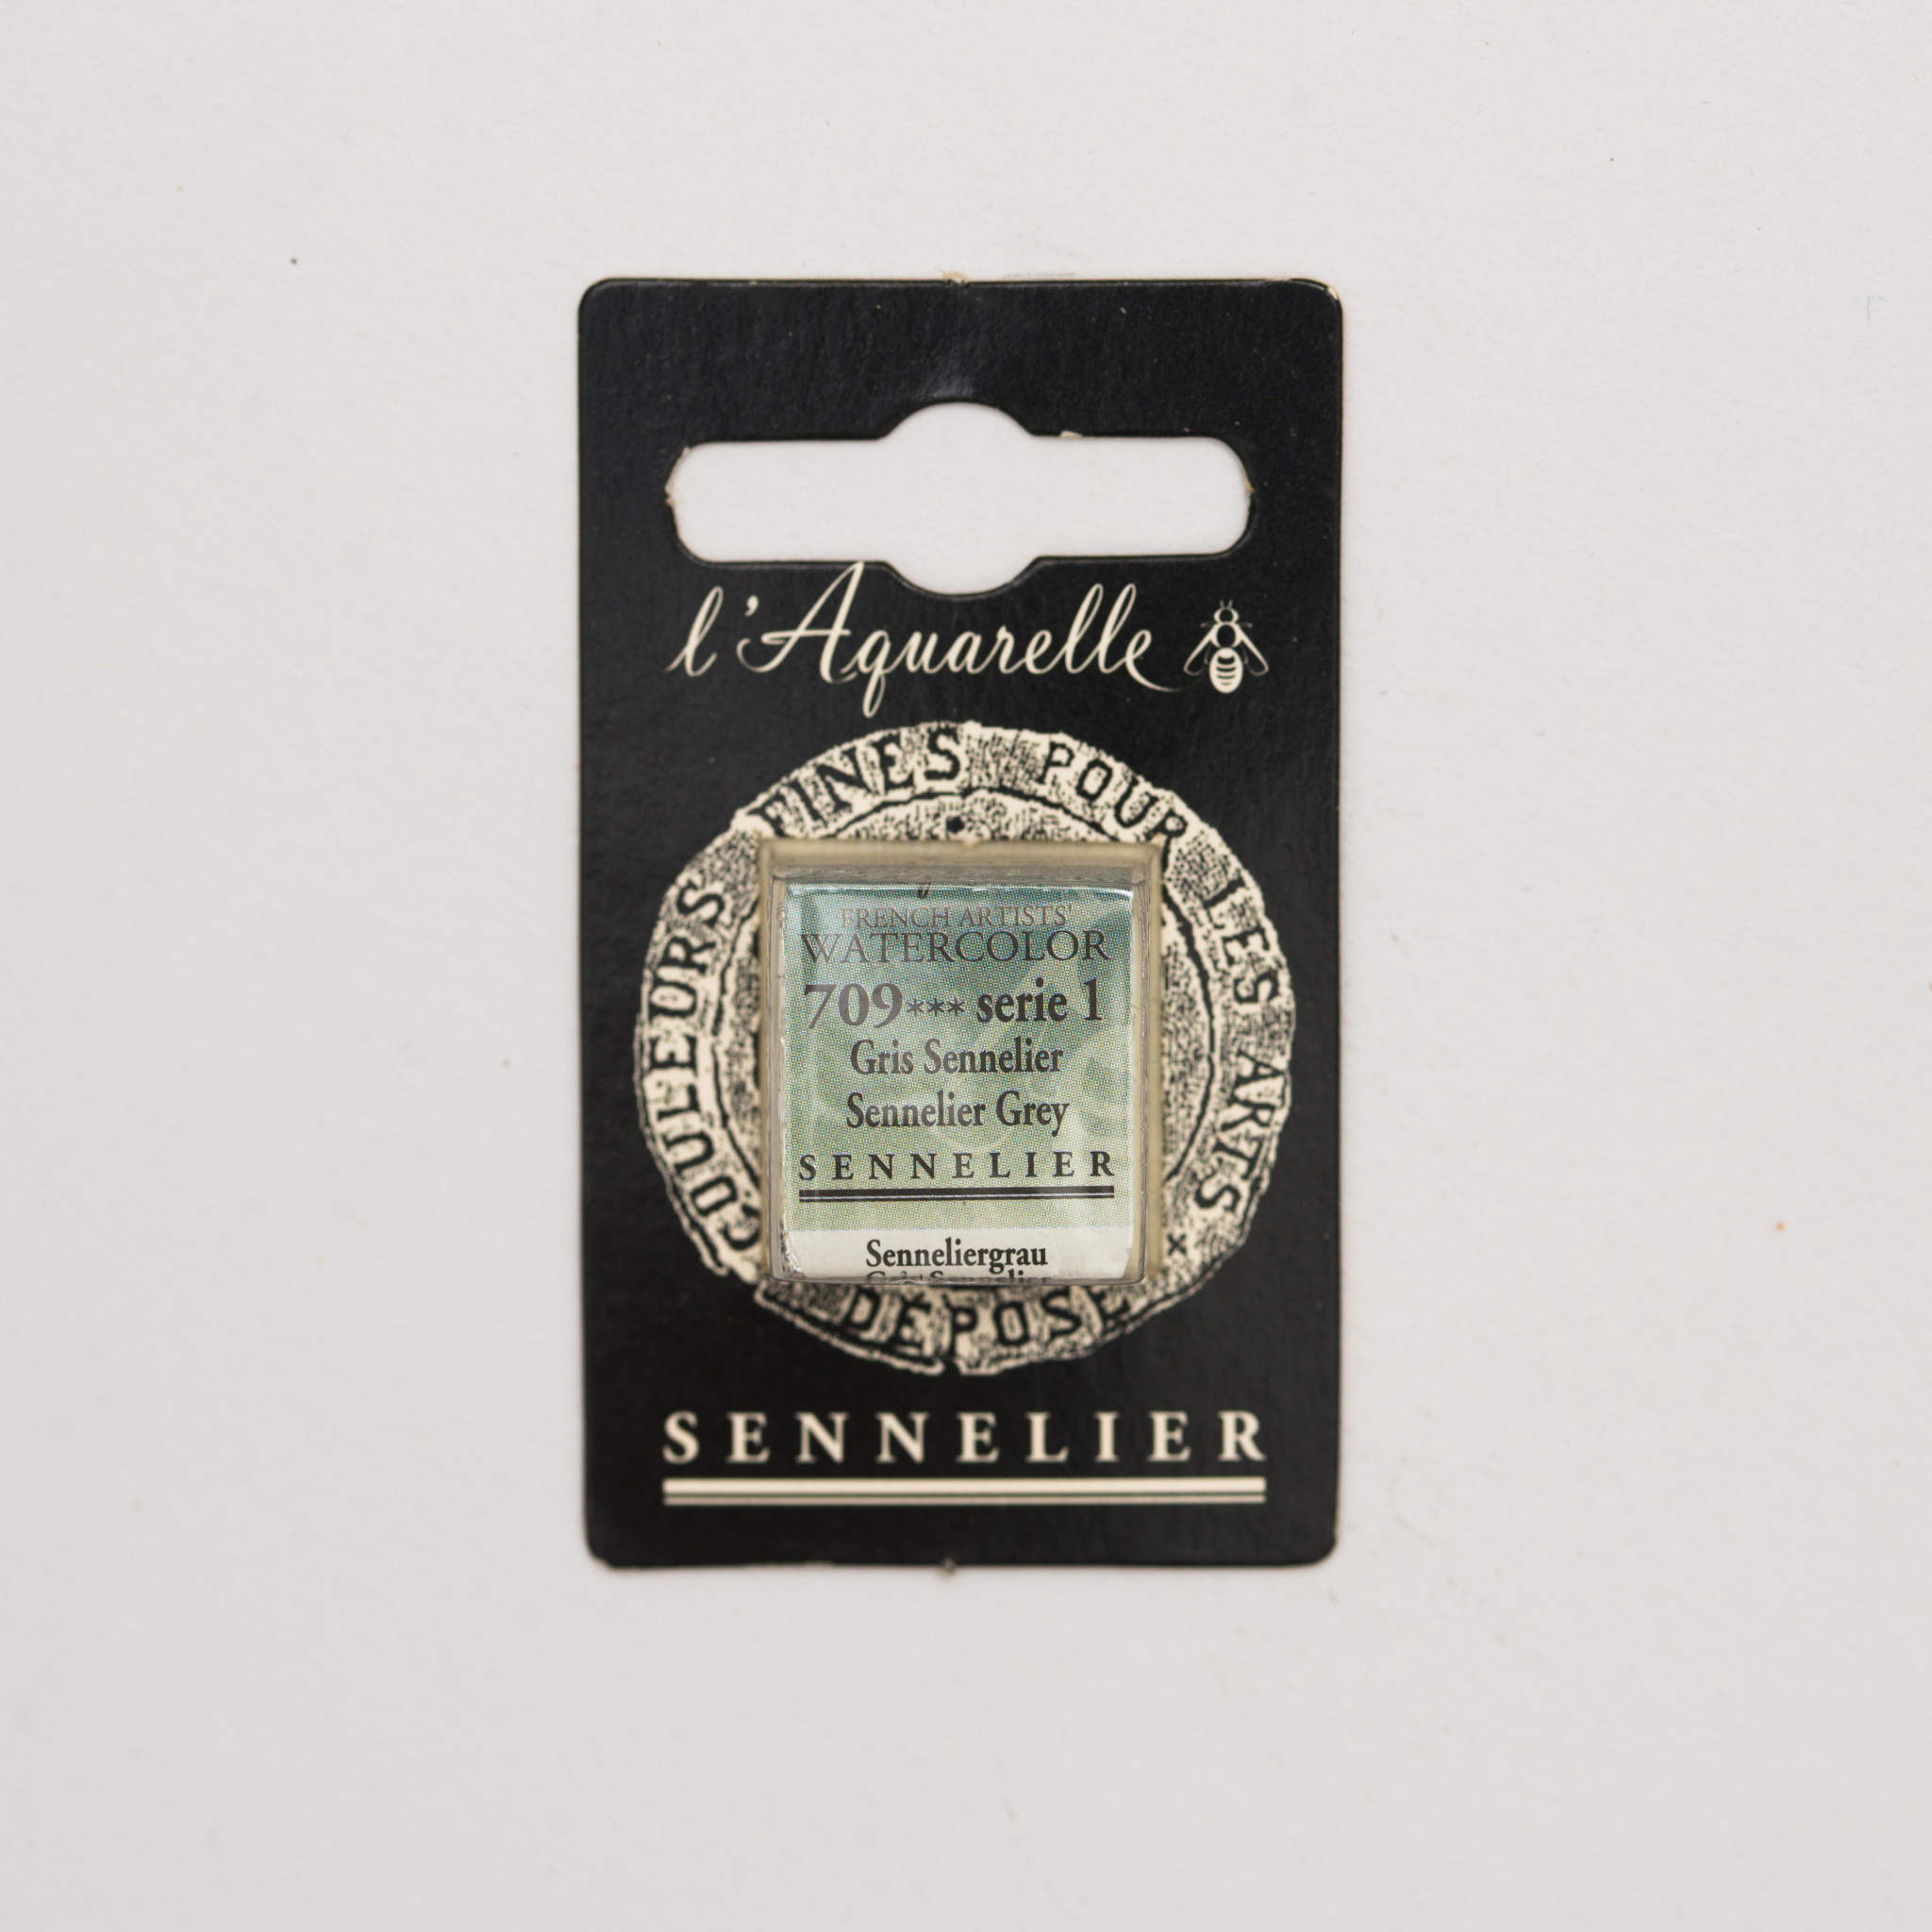 l'Aquarelle
COULEURS FINES POUR LES ARTS
FRENCH ARTISTS'
WATERCOLOR
709*** serie 1
Gris Sennelier
Sennelier Grey
SENNELIER
Senneliergrau
DÉPOSÉ
SENNELIER